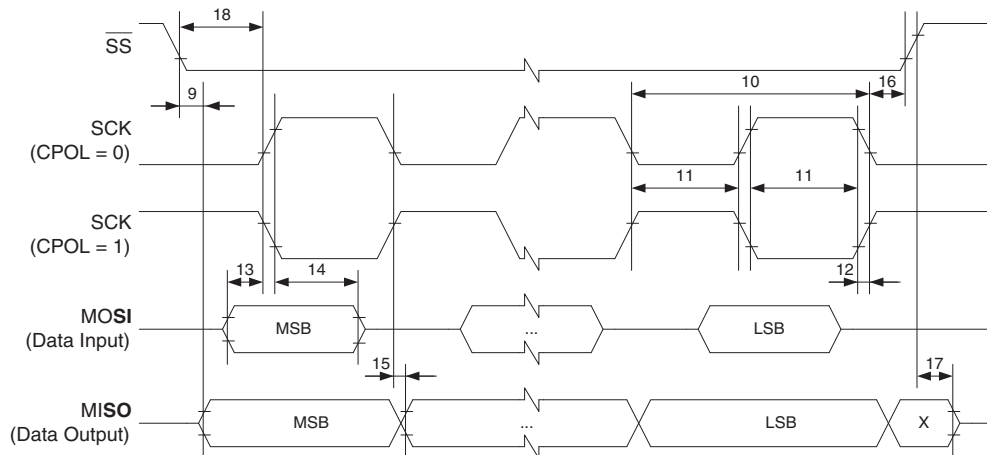 18
SS
9
10
16
SCK
(CPOL = 0)
11
11
SCK
(CPOL = 1)
13
14
12
MOSI
(Data Input)
MSB
...
LSB
15
17
MISO
(Data Output)
MSB
...
LSB
X